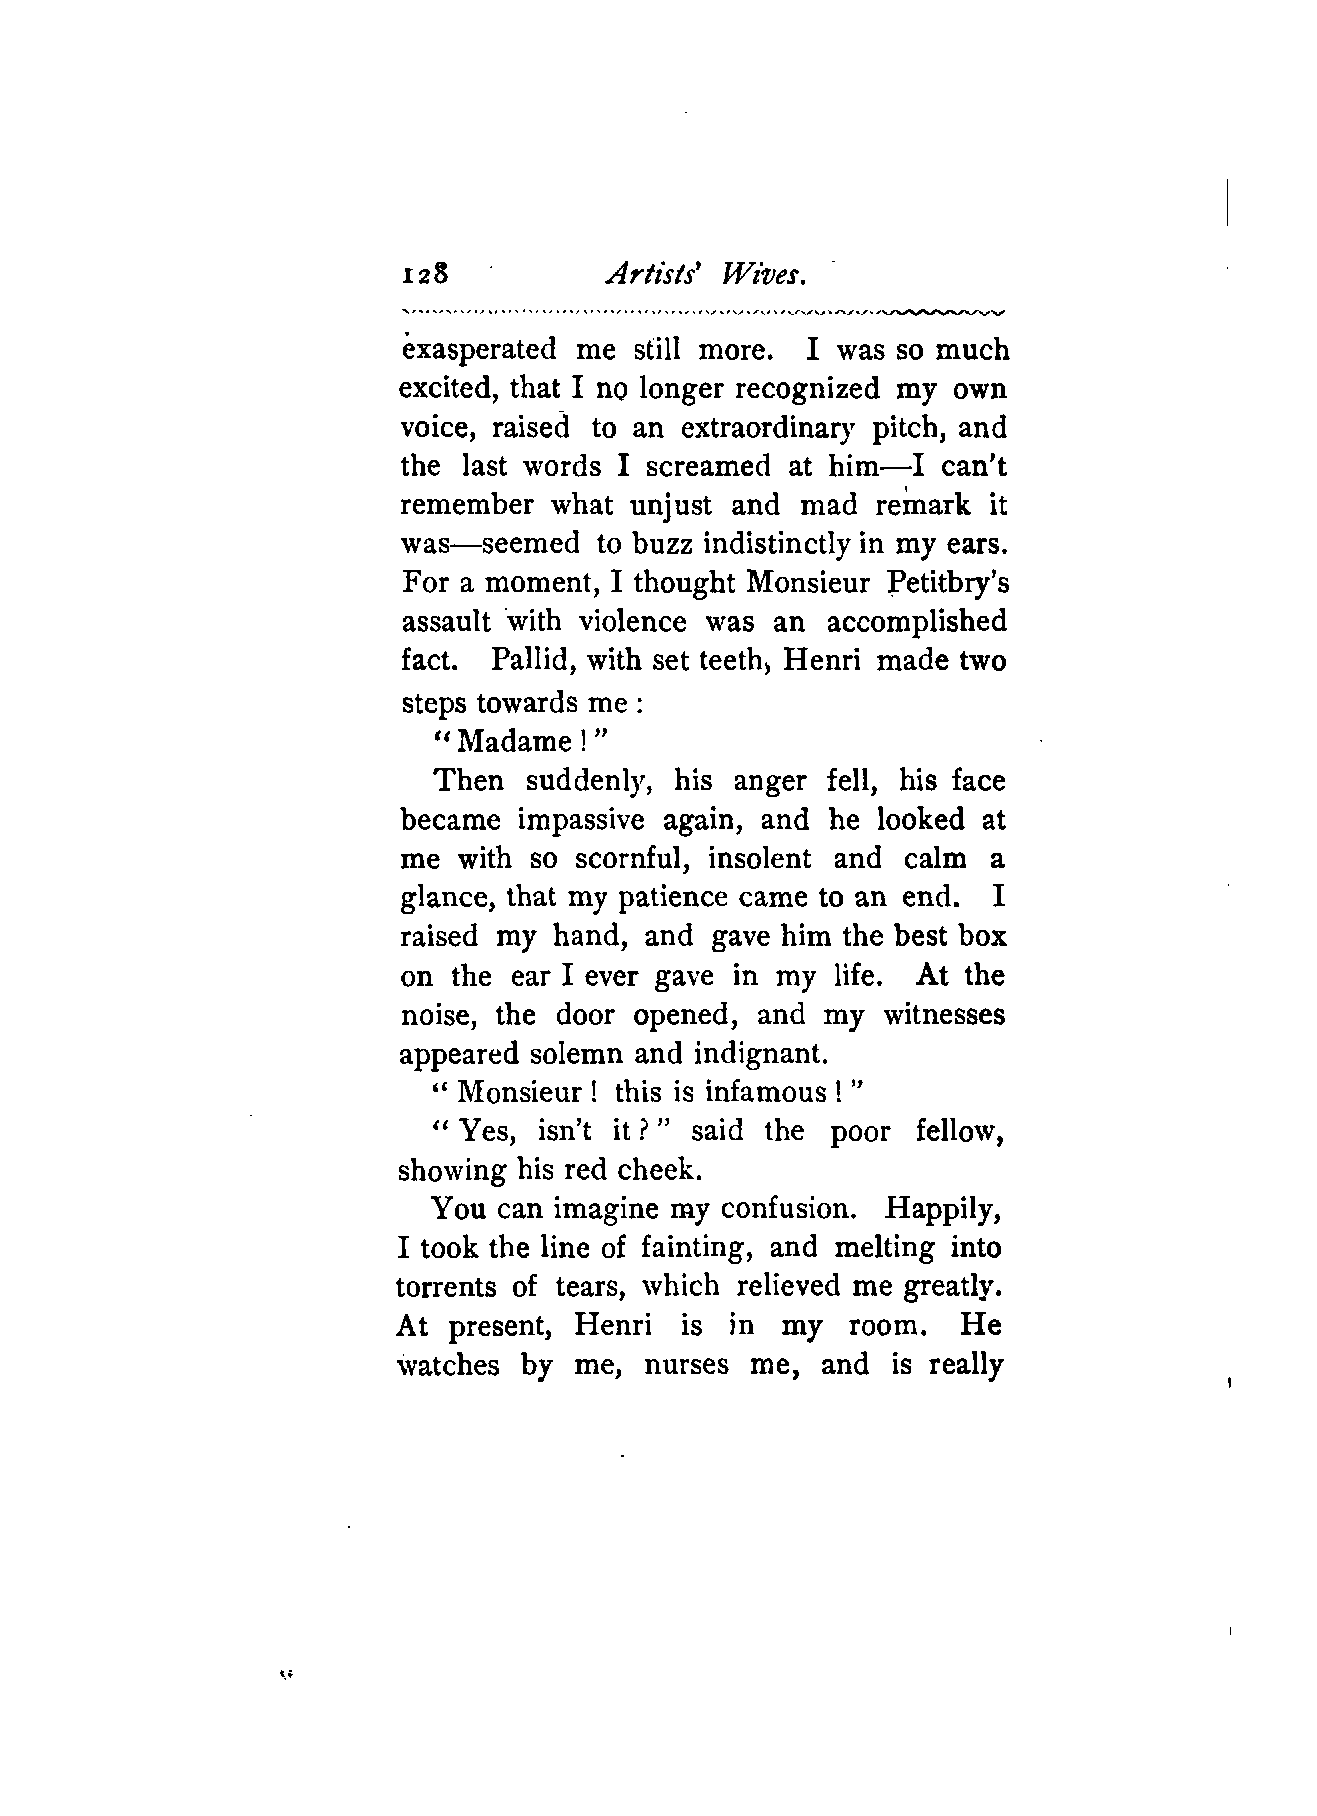 128 Artists' Wives.
exasperated me still more. I was so much
excited, that I no longer recognized my own
voice, raised to an extraordinary pitch, and
the last words I screamed at him—I can't
remember what unjust and mad remark it
was—seemed to buzz indistinctly in my ears.
For a moment, I thought Monsieur Petitbry's
assault with violence was an accomplished
fact. Pallid, with set teeth, Henri made two
steps towards me :
" Madame ! "
Then suddenly, his anger fell, his face
became impassive again, and he looked at
me with so scornful, insolent and calm a
glance, that my patience came to an end. I
raised my hand, and gave him the best box
on the ear I ever gave in my life. At the
noise, the door opened, and my witnesses
appeared solemn and indignant.
" Monsieur ! this is infamous ! "
" Yes, isn't it ? " said the poor fellow,
showing his red cheek.
You can imagine my confusion. Happily,
I took the line of fainting, and melting into
torrents of tears, which relieved me greatly.
At present, Henri is in my room. He
watches by me, nurses me, and is really